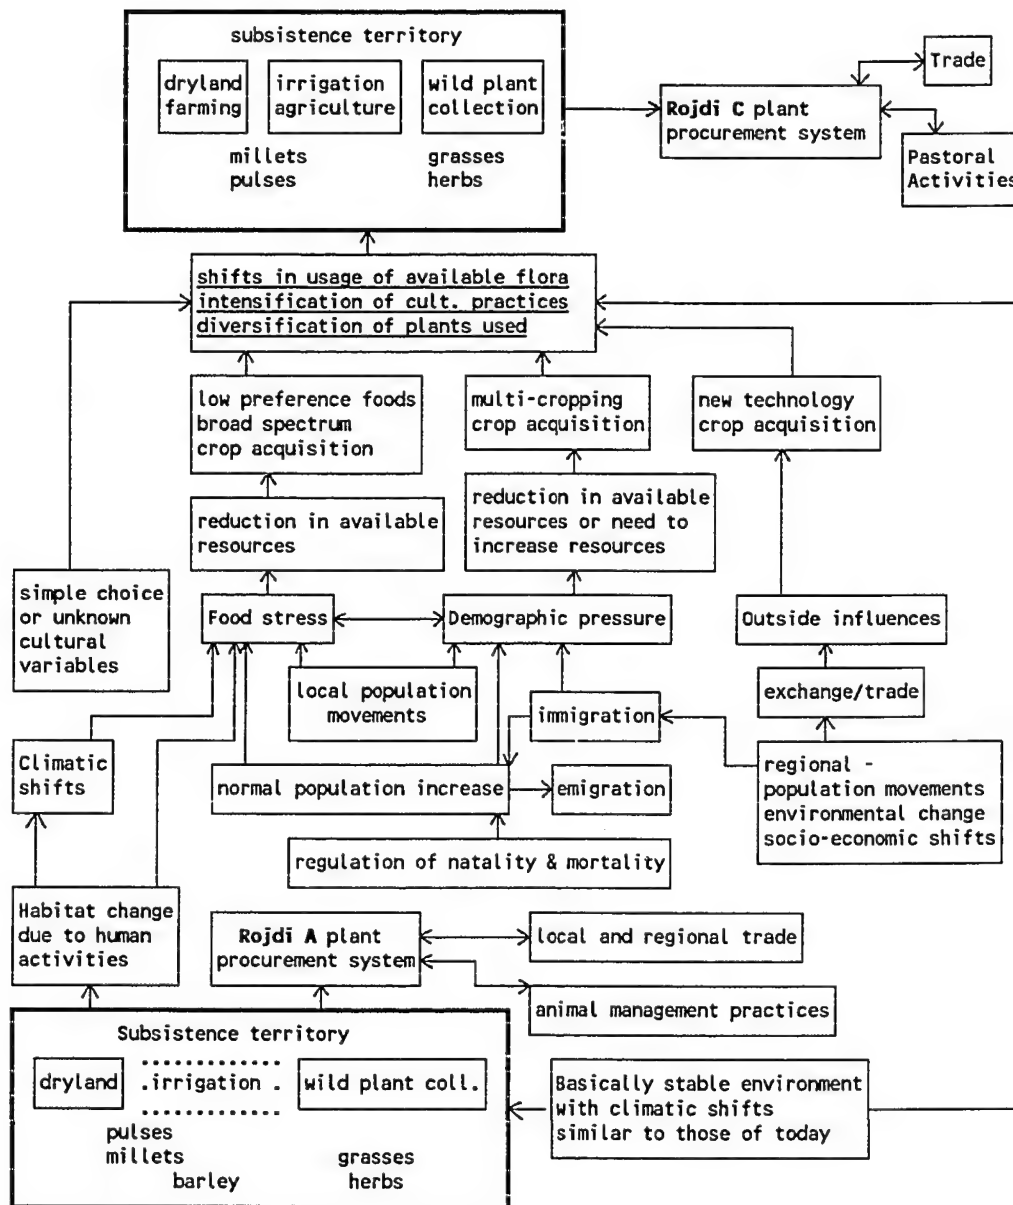 subsistence territory
dryland
farming
irrigation
agriculture
wild plant
collection
millets
pulses
grasses
herbs
Rojdi C plant
procurement system
Trade
Pastoral
Activities
shifts in usage of available flora
intensification of cult. practices
diversification of plants used
low preference foods
broad spectrum
crop acquisition
multi-cropping
crop acquisition
new technology
crop acquisition
reduction in available
resources
reduction in available
resources or need to
increase resources
simple choice
or unknown
cultural
variables
Food stress
Demographic pressure
Outside influences
local population
movements
immigration
exchange/trade
Climatic
shifts
normal population increase
emigration
regional -
population movements
environmental change
socio-economic shifts
regulation of natality & mortality
Habitat change
due to human
activities
Rojdi A plant
procurement system
local and regional trade
animal management practices
Subsistence territory
dryland
.irrigation .
wild plant coll.
pulses
millets
barley
grasses
herbs
Basically stable environment
with climatic shifts
similar to those of today